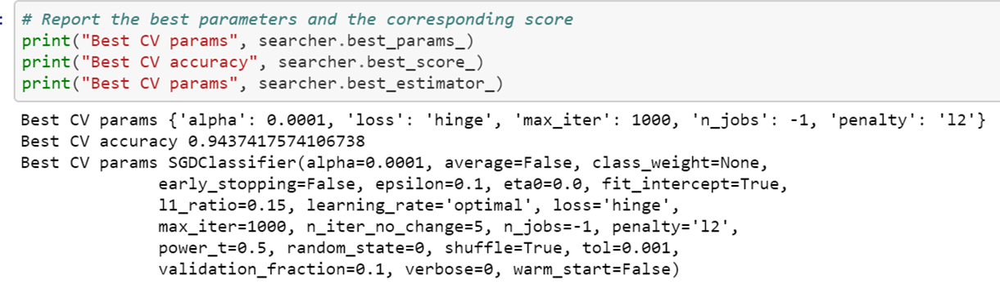 :
# Report the best parameters and the corresponding score
print("Best CV params", searcher.best_params_)
print("Best CV accuracy", searcher.best_score_)
print("Best CV params", searcher.best_estimator_)
Best CV params {'alpha': 0.0001, 'loss': 'hinge', 'max_iter': 1000, 'n_jobs': -1, 'penalty': 'l2'}
Best CV accuracy 0.9437417574106738
Best CV params SGDClassifier(alpha=0.0001, average=False, class_weight=None,
              early_stopping=False, epsilon=0.1, eta0=0.0, fit_intercept=True,
              l1_ratio=0.15, learning_rate='optimal', loss='hinge',
              max_iter=1000, n_iter_no_change=5, n_jobs=-1, penalty='l2',
              power_t=0.5, random_state=0, shuffle=True, tol=0.001,
              validation_fraction=0.1, verbose=0, warm_start=False)